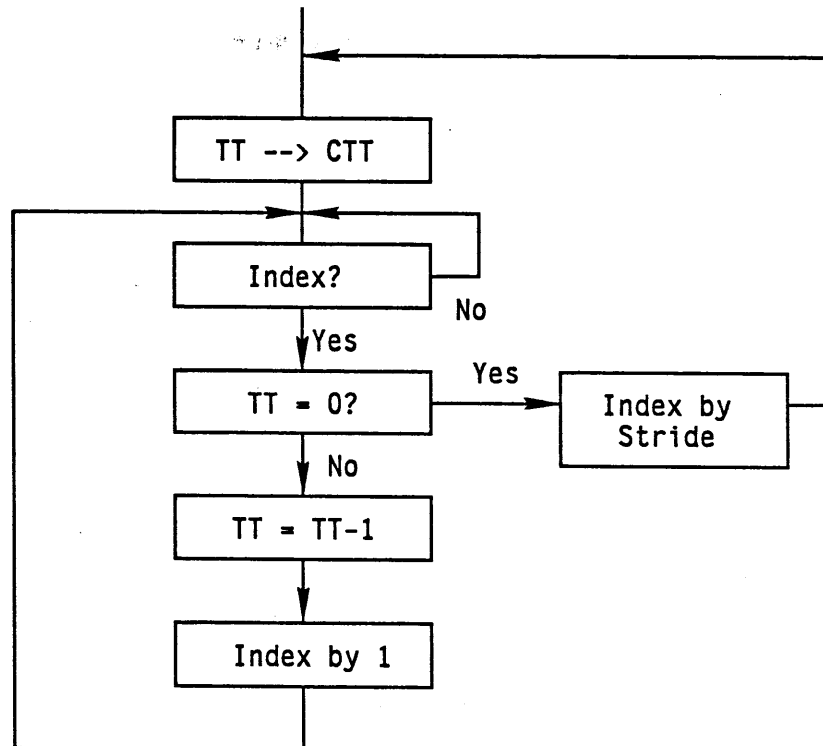 TT --> CTT
Index?
No
Yes
TT = 0?
Yes
Index by
Stride
No
TT = TT-1
Index by 1